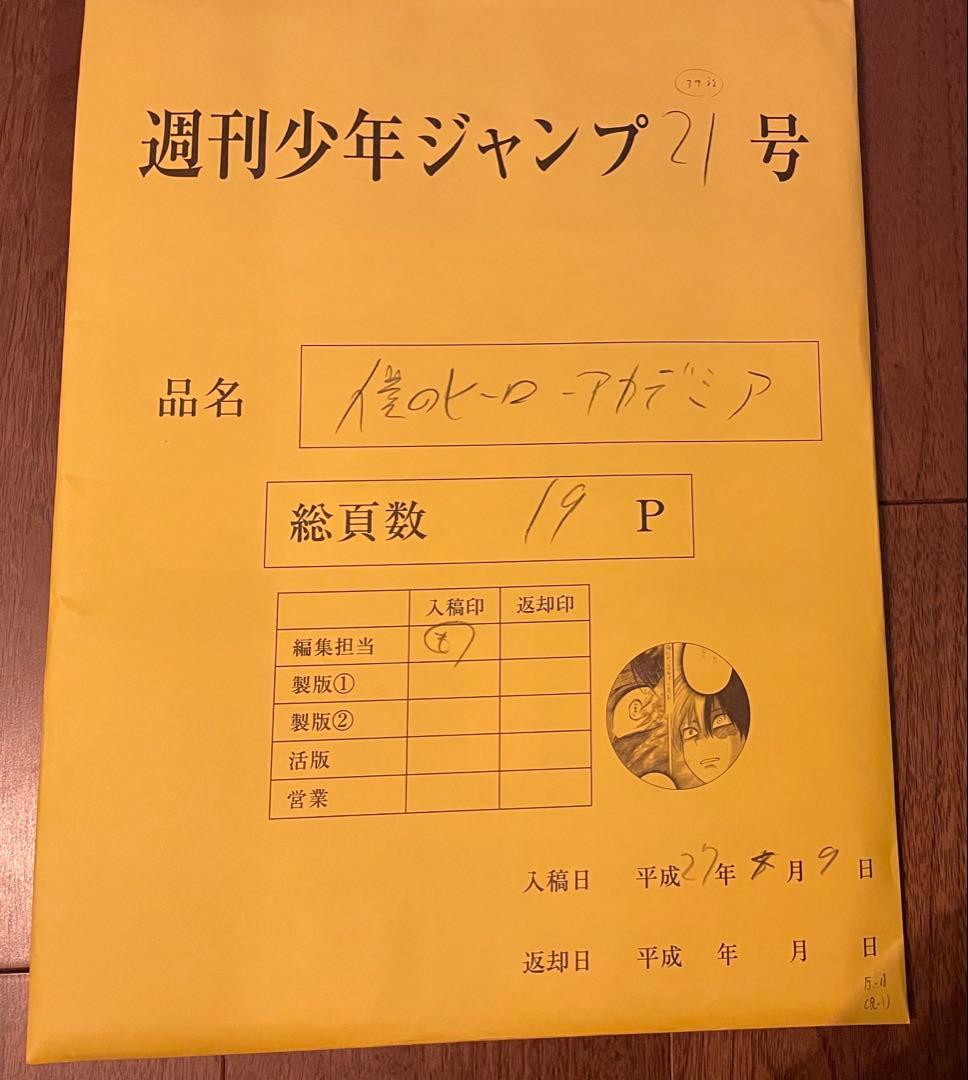 39話
週刊少年ジャンプ21号
品名 僕のヒーローアカデミア
総頁数 19 P
入稿印 返却印
編集担当
製版①
製版②
活版
営業
入稿日 平成27年 月9日
返却日 平成 年 月 日